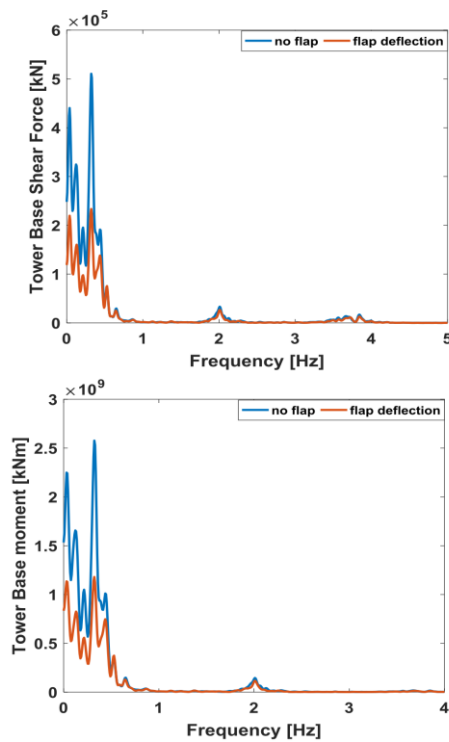 ×10⁵
no flap flap deflection
Tower Base Shear Force [kN]
6
5
4
3
2
1
0
0 1 2 3 4 5
Frequency [Hz]
×10⁹
no flap flap deflection
Tower Base moment [kNm]
3
2.5
2
1.5
1
0.5
0
0 1 2 3 4
Frequency [Hz]